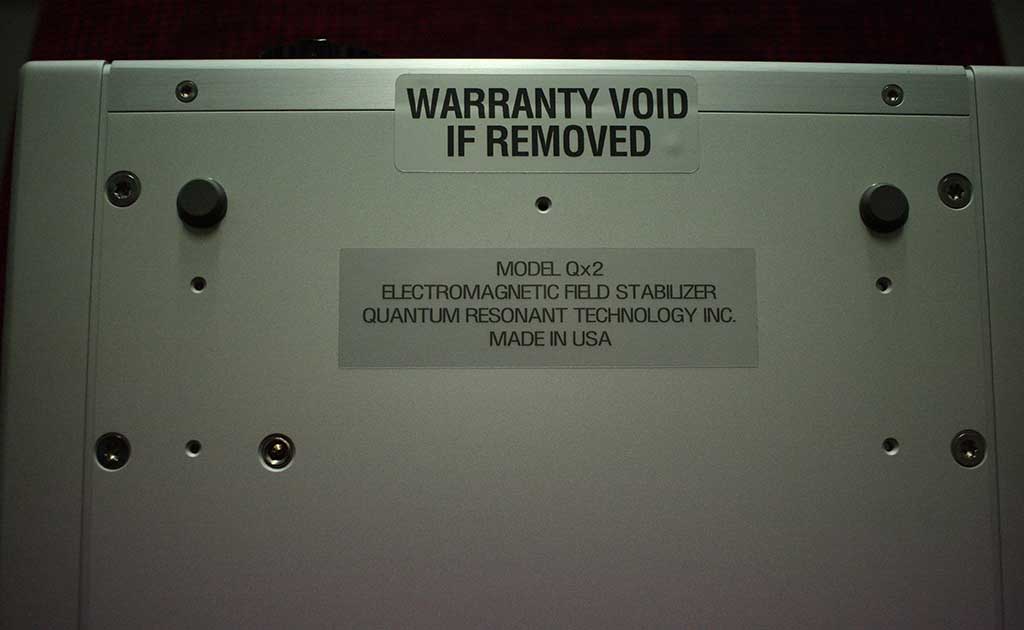 WARRANTY VOID
IF REMOVED
MODEL Qx2
ELECTROMAGNETIC FIELD STABILIZER
QUANTUM RESONANT TECHNOLOGY INC.
MADE IN USA